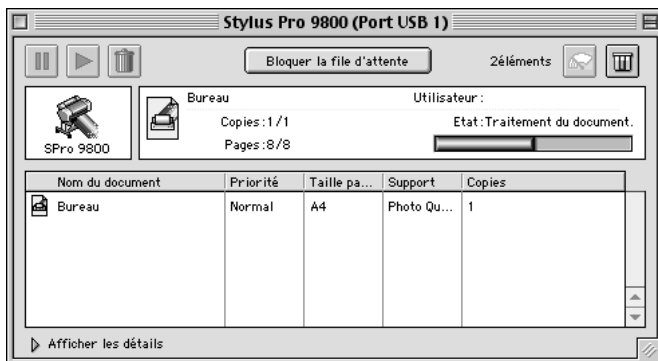 Stylus Pro 9800 (Port USB 1)
Bloquer la file d'attente
2éléments
SPro 9800
Bureau
Utilisateur :
Copies :1 /1
Etat :Traitement du document.
Pages :8/8
Nom du document Priorité Taille pa... Support Copies
Bureau Normal A4 Photo Qu... 1
Afficher les détails